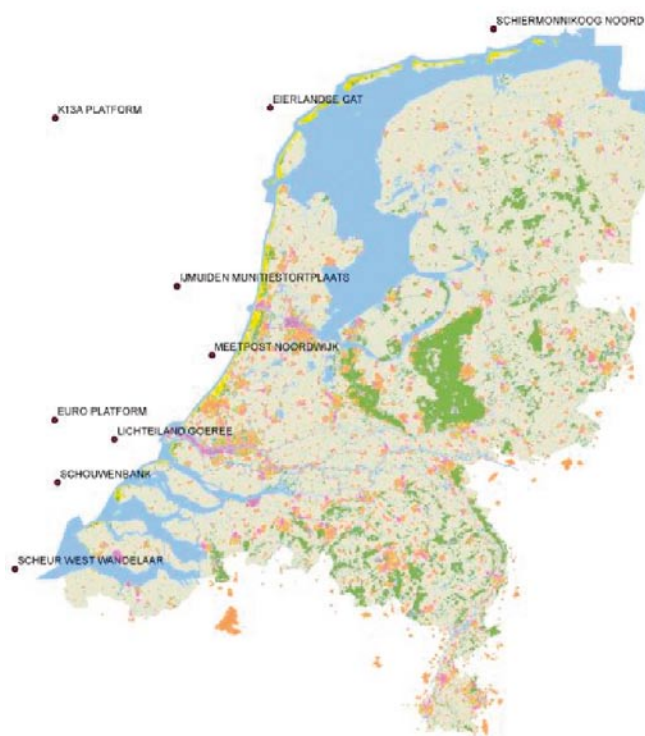 SCHIERMONNIKOOG NOORD
EIERLANDSE GAT
K13A PLATFORM
IJMUIDEN MUNITIESTORTPLAATS
MEETPOST NOORDWIJK
EURO PLATFORM
LICHTEILAND GOEREE
SCHOUWENBANK
SCHEUR WEST WANDELAAR